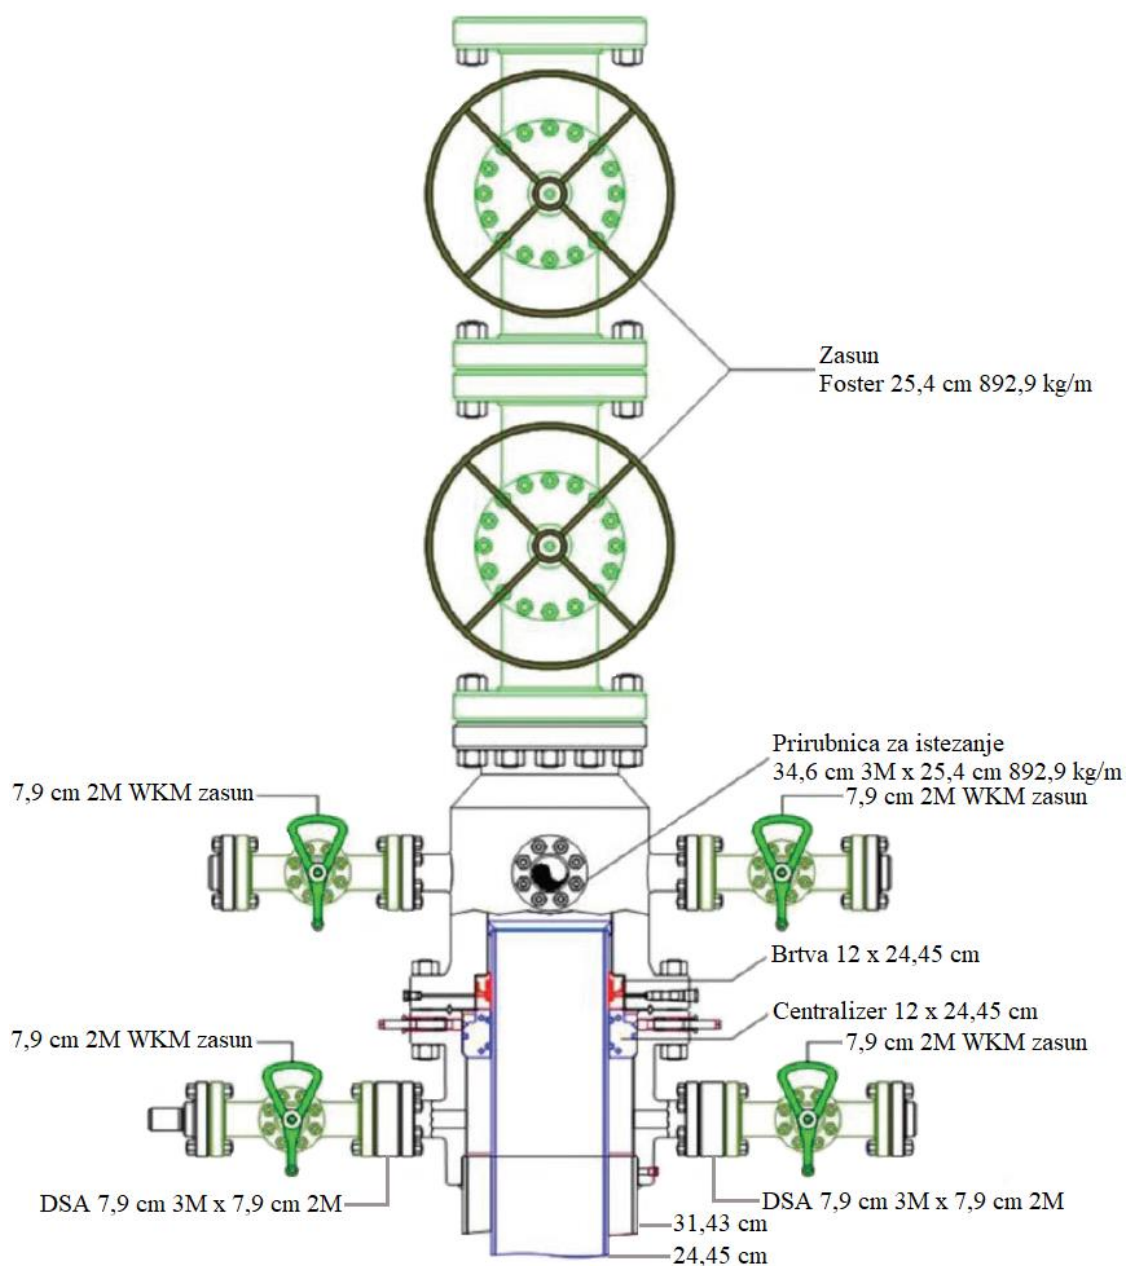 Zasun
Foster 25,4 cm 892,9 kg/m
Prirubnica za istezanje
34,6 cm 3M x 25,4 cm 892,9 kg/m
7,9 cm 2M WKM zasun
7,9 cm 2M WKM zasun
Brtva 12 x 24,45 cm
Centralizer 12 x 24,45 cm
7,9 cm 2M WKM zasun
7,9 cm 2M WKM zasun
DSA 7,9 cm 3M x 7,9 cm 2M
DSA 7,9 cm 3M x 7,9 cm 2M
31,43 cm
24,45 cm